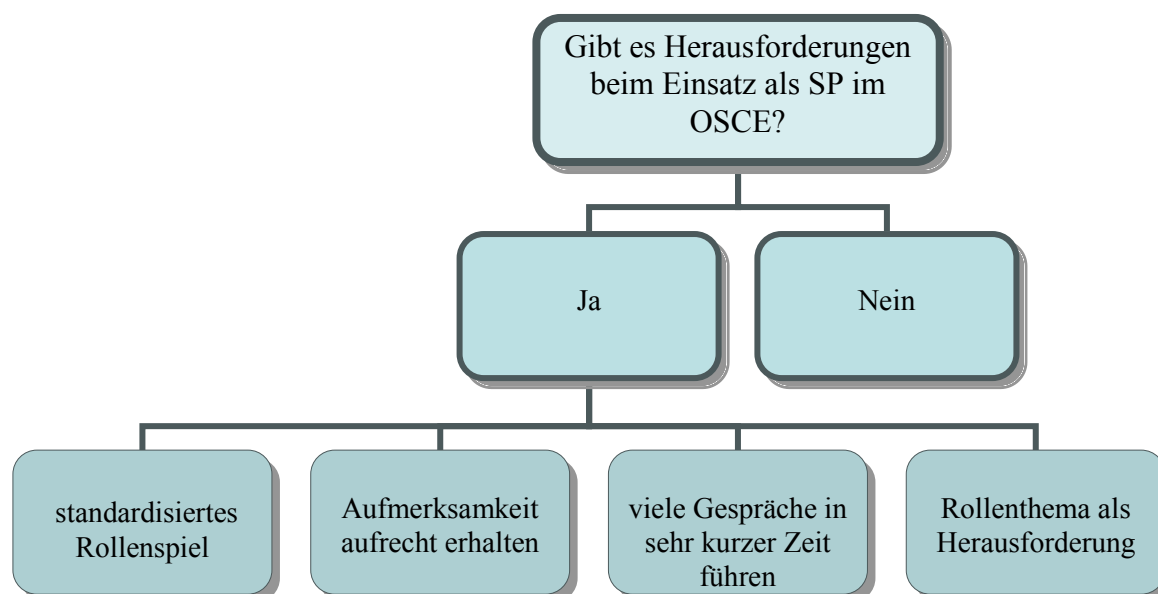 Gibt es Herausforderungen
beim Einsatz als SP im
OSCE?
Ja
Nein
standardisiertes
Rollenspiel
Aufmerksamkeit
aufrecht erhalten
viele Gespräche in
sehr kurzer Zeit
führen
Rollenthema als
Herausforderung